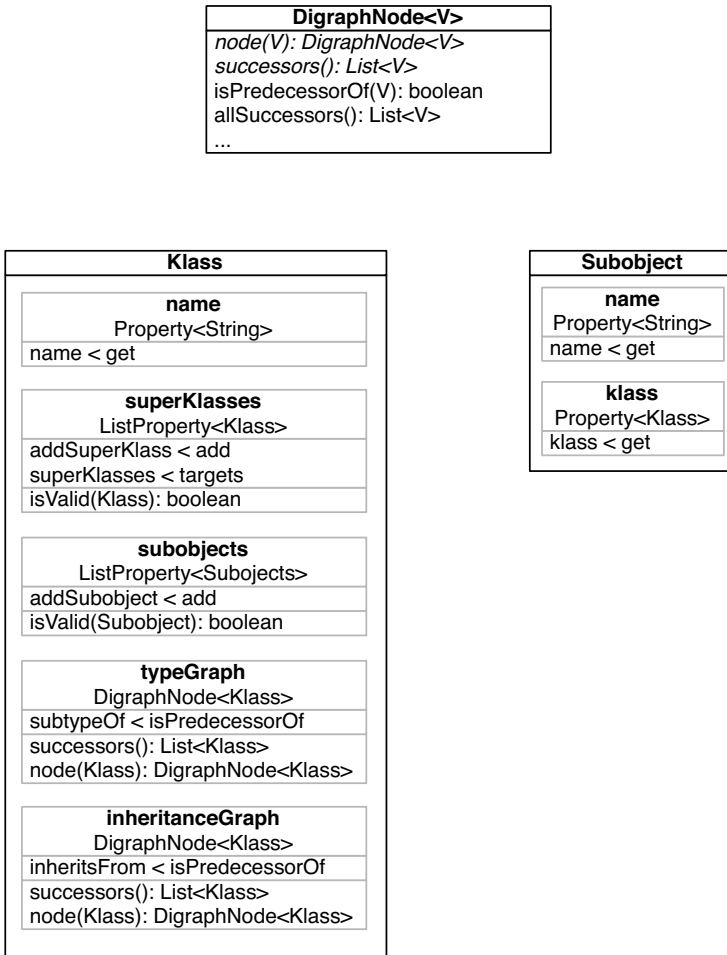 DigraphNode<V>
node(V): DigraphNode<V>
successors(): List<V>
isPredecessorOf(V): boolean
allSuccessors(): List<V>
...
Klass
name
Property<String>
name < get
superKlasses
ListProperty<Klass>
addSuperKlass < add
superKlasses < targets
isValid(Klass): boolean
subobjects
ListProperty<Subojects>
addSubobject < add
isValid(Subobject): boolean
typeGraph
DigraphNode<Klass>
subtypeOf < isPredecessorOf
successors(): List<Klass>
node(Klass): DigraphNode<Klass>
inheritanceGraph
DigraphNode<Klass>
inheritsFrom < isPredecessorOf
successors(): List<Klass>
node(Klass): DigraphNode<Klass>
Subobject
name
Property<String>
name < get
klass
Property<Klass>
klass < get